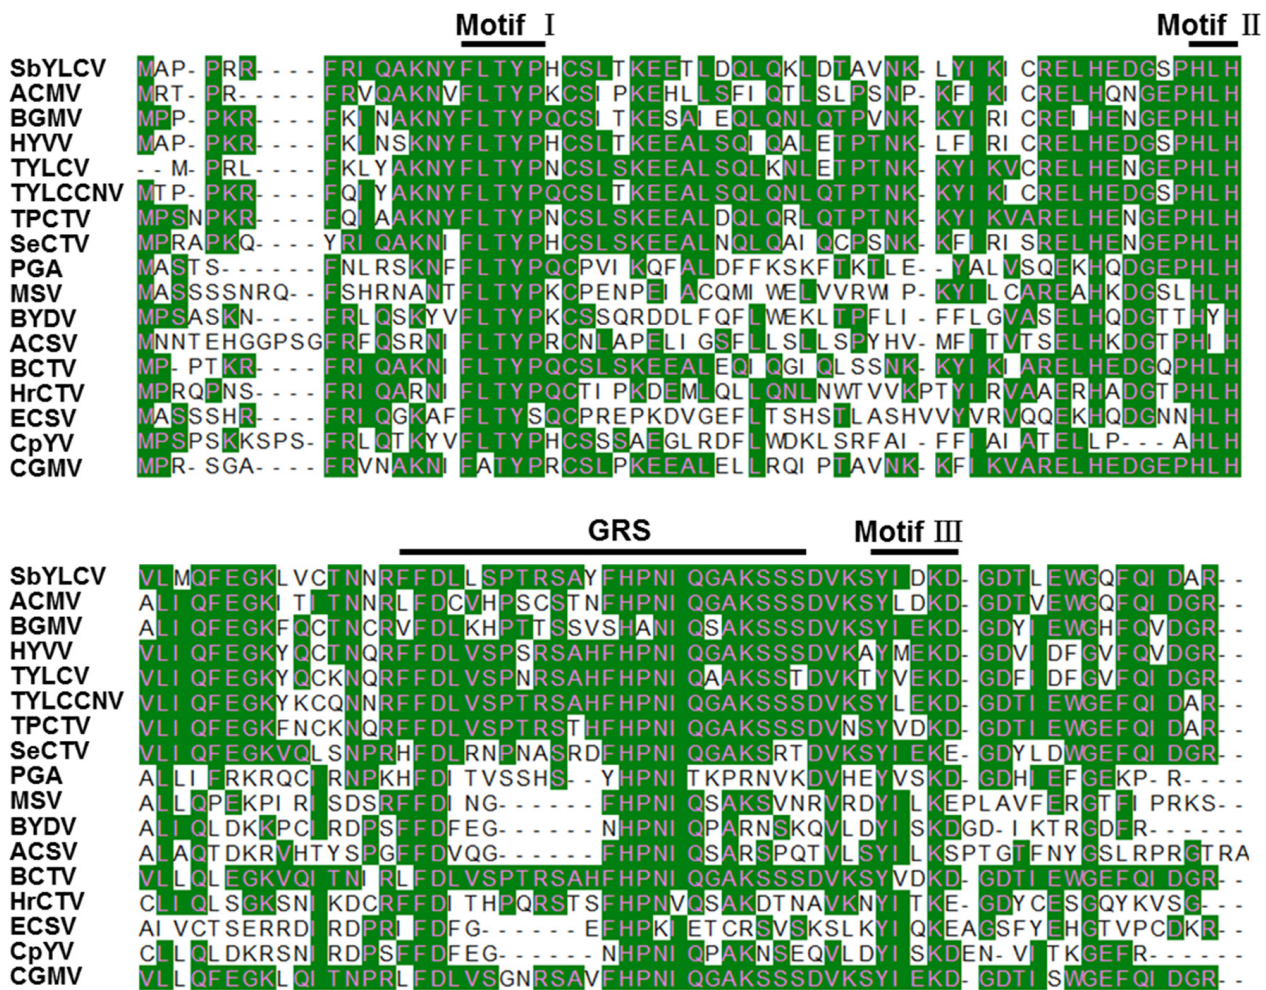 Motif I Motif II
SbYLCV MAP-PRR----FRIQAKNYFLTYPHCSLTKEETLDQLQKLDTAVNK-LYIKICRELHEDGSPHLH
ACMV MRT-PR-----FRVQAKNVFLTYPKCSIPKEHLLSFIQTLSLPSNP-KFIKICRELHQNGEPHLH
BGMV MPP-PKR----FKINAKNYFLTYPQCSITKESAIEQLQNLQTPVNK-KYIRICREIHENGEPHLH
HYVV MAP-PKR----FKINSKNYFLTYPHCSLTKEEALSQIQALETPTNK-LFIRICRELHEDGSPHLH
TYLCV --M-PRL----FKLYAKNYFLTYPNCSLSKEEALSQLKNLETPTNK-KYIKVCRELHENGEPHLH
TYLCCNV MTP-PKR----FQIYAKNYFLTYPQCSLTKEEALSQLQNLQTPTNK-KYIKICRELHEDGSPHLH
TPCTV MPSNPKR----FQIAAKNYFLTYPNCSLSKEEALDQLQRLQTPTNK-KYIKVARELHENGEPHLH
SeCTV MPRAPKQ----YRIQAKNIFLTYPHCSLSKEEALNQLQAIQCPSNK-KFIRISRELHENGEPHLH
PGA MASTS------FNLRSKNFFLTYPQCPVIKQFALDFFKSKFTKTLE--YALVSQEKHQDGEPHLH
MSV MASSSSNRQ--FSHRNANTFLTYPKCPENPEIACQMIWELVVRWIP-KYILCAREAHKDGSLHLH
BYDV MPSASKN----FRLQSKYVFLTYPKCSSQRDDLFQFLWEKLTPFLI-FFLGVASELHQDGTTHYH
ACSV MNNTEHGGPSGFRFQSRNIFLTYPRCNLAPELIGSFLLSLLSPYHV-MFITVTSELHKDGTPHIH
BCTV MP-PTKR----FRIQAKNIFLTYPQCSLSKEEALEQIQGIQLSSNK-KYIKIARELHEDGQPHLH
HrCTV MPRQPNS----FRIQARNIFLTYPQCTIPKDEMLQLLQNLNWTVVKPTYLRVAAERHADGTPHLH
ECSV MASSSHR----FRIQGKAFFLTYSQCPREPKDVGEFLTSHSTLASHVVYVRVQQEKHQDGNNHLH
CpYV MPSPSKKSPS-FRLQTKYVFLTYPHCSSSAEGLRDFLWDKLSRFAI-FFIAIATELLP---AHLH
CGMV MPR-SGA----FRVNAKNIFATYPRCSLPKEEALELLRQIPTAVNK-KFIKVARELHEDGEPHLH
GRS Motif III
SbYLCV VLMQFEGKLVCTNNRFFDLLSPTRSAYFHPNIQGAKSSSDVKSYIDKD-GDTLEWGQFQIDAR--
ACMV ALIQFEGKITITNNRLFDCVHPSCSTNFHPNIQGAKSSSDVKSYLDKD-GDTVEWGQFQIDGR--
BGMV ALIQFEGKFQCTNCRVFDLKHPTTSSVSHANIQSAKSSSDVKSYIEKD-GDYIEWGHFQVDGR--
HYVV VLIQFEGKYQCTNQRFFDLVSPSRSAHFHPNIQGAKSSSDVKAYMEKD-GDVIDFGVFQVDGR--
TYLCV VLIQFEGKYQCKNQRFFDLVSPNRSAHFHPNIQAAKSSTDVKTYVEKD-GDFIDFGVFQIDGR--
TYLCCNV VLIQFEGKYKCQNNRFFDLVSPTRSAHFHPNIQGAKSSSDVKSYLEKD-GDTIEWGEFQIDAR--
TPCTV VLIQFEGKFNCKNQRFFDLVSPTRSTHFHPNIQGAKSSSDVNSYVDKD-GDTIEWGEFQIDAR--
SeCTV VLIQFEGKVQLSNPRHFDLRNPNASRDFHPNIQGAKSRTDVKSYIEKE-GDYLDWGEFQIDGR--
PGA ALLIFRKRQCIRNPKHFDITVSSHS--YHPNITKPRNVKDVHEYVSKD-GDHIEFGEKP-R----
MSV ALLQPEKPIRISDSRFFDING------FHPNIQSAKSVNRVRDYILKEPLAVFERGTFIPRKS--
BYDV ALIQLDKKPCIRDPSFFDFEG------NHPNIQPARNSKQVLDYISKDGD-IKTRGDFR------
ACSV ALAQTDKRVHTYSPGFFDVQG------FHPNIQSARSPQTVLSYILKSPTGTFNYGSLRPRGTRA
BCTV VLLQLEGKVQITNIRLFDLVSPTRSAHFHPNIQGAKSSSDVKSYVDKD-GDTIEWGEFQIDGR--
HrCTV CLIQLSGKSNIKDCRFFDITHPQRSTSFHPNVQSAKDTNAVKNYITKE-GDYCESGQYKVSG---
ECSV AIVCTSERRDIRDPRIFDFG------EFHPKIETCRSVSKSLKYIQKEAGSFYEHGTVPCDKR--
CpYV CLLQLDKRSNIRDPSFFDFEG------NHPNIQPAKNSEQVLDYISKDEN-VITKGEFR------
CGMV VLLQFEGKLQITNPRLFDLVSGNRSAVFHPNIQGAKSSSDVKSYIEKD-GDTISWGEFQIDGR--